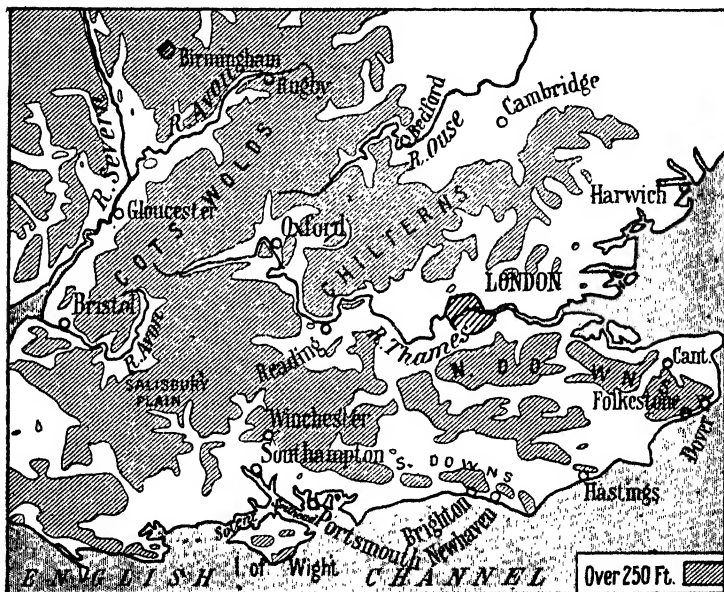 Birmingham
R. Avon
Rugby
R. Severn
Bedford
R. Ouse
Cambridge
COTSWOLDS
Gloucester
Oxford
CHILTERNS
Harwich
LONDON
Bristol
R. Avon
Reading
R. Thames
N. DOWN
Cant.
Folkestone
Dover
SALISBURY
PLAIN
Winchester
Southampton
S. DOWNS
Hastings
Brighton
Newhaven
Portsmouth
I. of Wight
ENGLISH CHANNEL
Over 250 Ft.